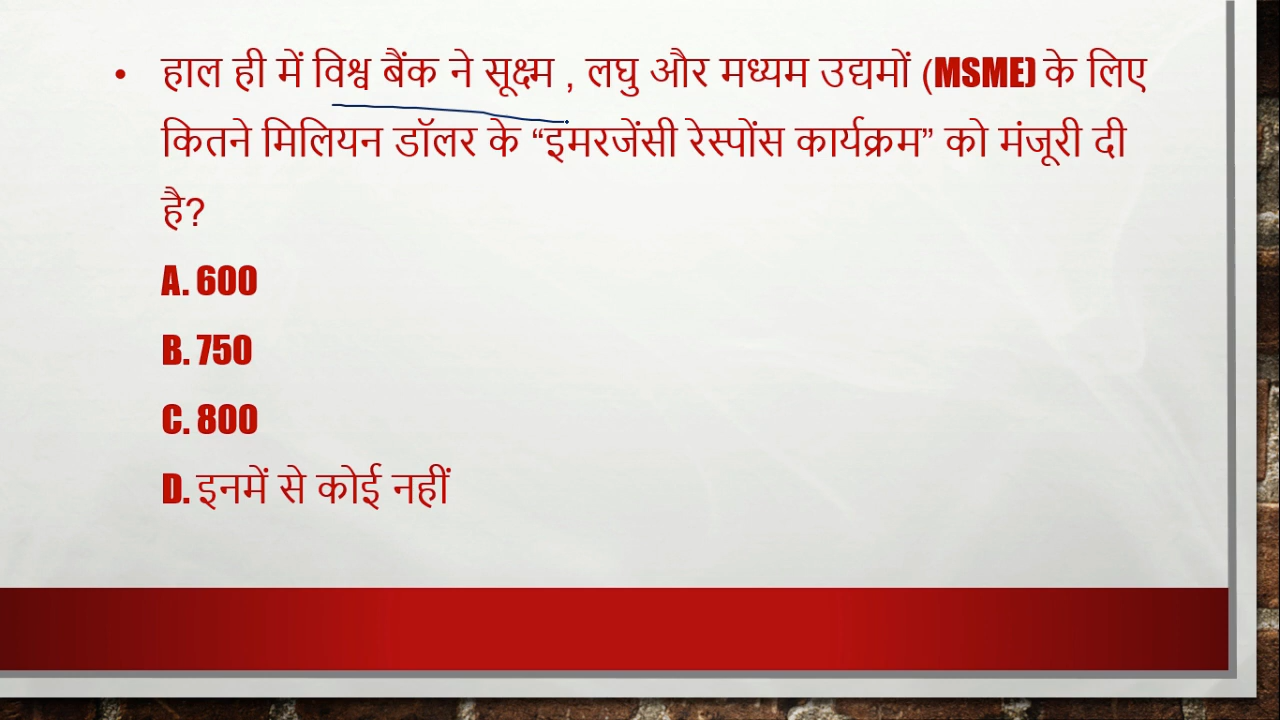 • हाल ही में विश्व बैंक ने सूक्ष्म , लघु और मध्यम उद्यमों (MSME) के लिए
कितने मिलियन डॉलर के “इमरजेंसी रेस्पोंस कार्यक्रम” को मंजूरी दी
है?
A. 600
B. 750
C. 800
D. इनमें से कोई नहीं